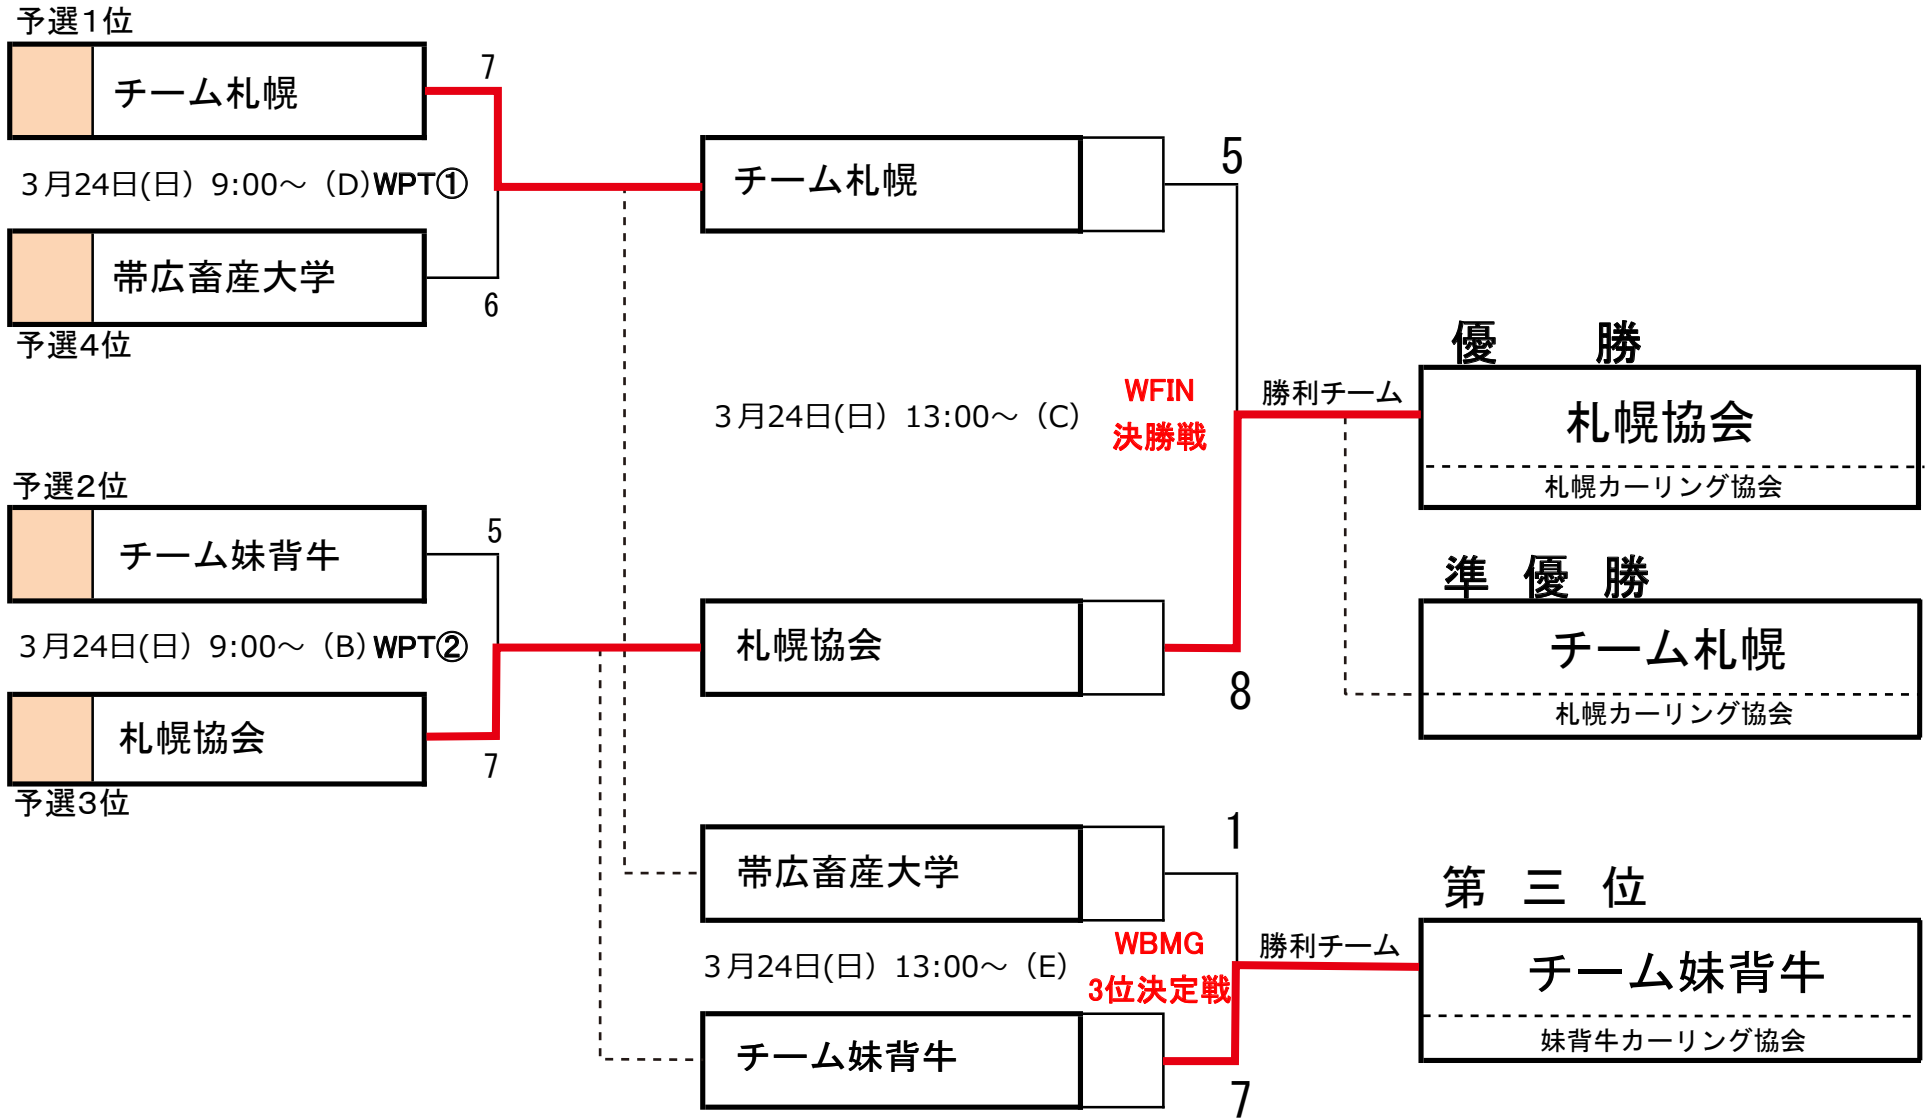 予選１位
チーム札幌
7
３月24日(日）9:00～（D）WPT①
帯広畜産大学
6
予選４位
予選２位
チーム妹背牛
5
３月24日(日）9:00～（B）WPT②
札幌協会
7
予選３位
チーム札幌
5
３月24日(日）13:00～（C）
WFIN
決勝戦
札幌協会
8
勝利チーム
帯広畜産大学
1
３月24日(日）13:00～（E）
WBMG
3位決定戦
チーム妹背牛
7
勝利チーム
優　勝
札幌協会
札幌カーリング協会
準 優 勝
チーム札幌
札幌カーリング協会
第 三 位
チーム妹背牛
妹背牛カーリング協会